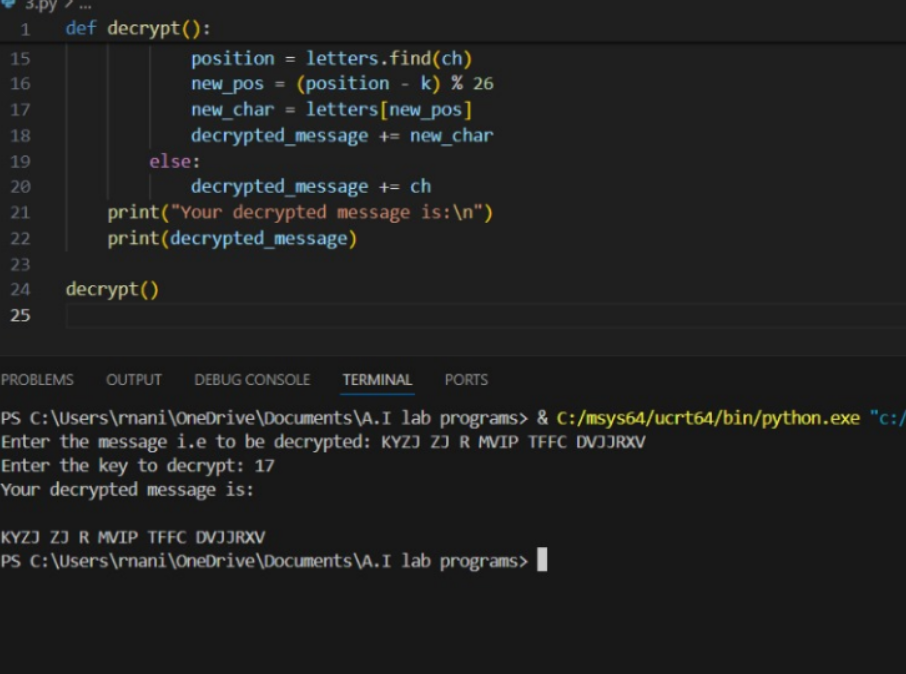 3.py > ...
1 def decrypt():
15 position = letters.find(ch)
16 new_pos = (position - k) % 26
17 new_char = letters[new_pos]
18 decrypted_message += new_char
19 else:
20 decrypted_message += ch
21 print("Your decrypted message is:\n")
22 print(decrypted_message)
23
24 decrypt()
25
PROBLEMS OUTPUT DEBUG CONSOLE TERMINAL PORTS
PS C:\Users\rnani\OneDrive\Documents\A.I lab programs> & C:/msys64/ucrt64/bin/python.exe "c:/
Enter the message i.e to be decrypted: KYZJ ZJ R MVIP TFFC DVJJRXV
Enter the key to decrypt: 17
Your decrypted message is:
KYZJ ZJ R MVIP TFFC DVJJRXV
PS C:\Users\rnani\OneDrive\Documents\A.I lab programs>